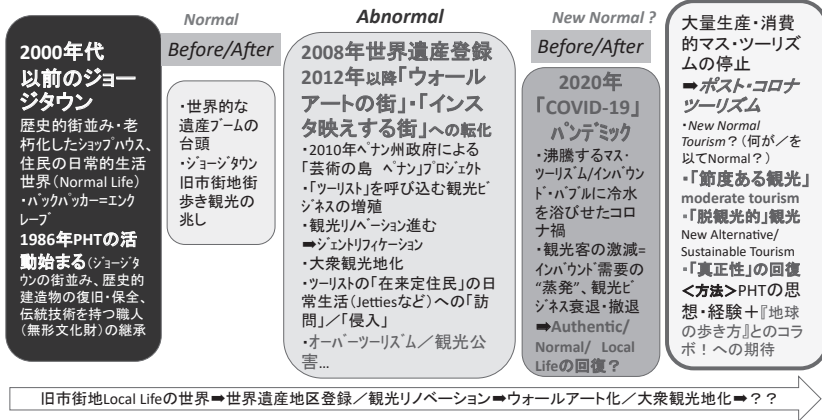 2000年代
以前のジョー
ジタウン
歴史的街並み・老
朽化したショップハウス、
住民の日常的生活
世界(Normal Life)
・バックパッカー=エンク
レーブ
1986年PHTの活
動始まる(ジョージタ
ウンの街並み、歴史的
建造物の復旧・保全、
伝統技術を持つ職人
(無形文化財)の継承
Normal
Before/After
・世界的な
遺産ブームの
台頭
・ジョージタウン
旧市街地街
歩き観光の
兆し
Abnormal
2008年世界遺産登録
2012年以降「ウォール
アートの街」・「インス
タ映えする街」への転化
・2010年ペナン州政府による
「芸術の島 ペナン」プロジェクト
・「ツーリスト」を呼び込む観光ビ
ジネスの増殖
・観光リノベーション進む
➡ジェントリフィケーション
・大衆観光地化
・ツーリストの「在来定住民」の日
常生活(Jettiesなど)への「訪
問」/「侵入」
・オーバーツーリズム/観光公
害…
New Normal ?
Before/After
2020年
「COVID-19」
パンデミック
・沸騰するマス・
ツーリズム/インバウン
ド・バブルに冷水
を浴びせたコロ
ナ禍
・観光客の激減=
インバウンド需要の
“蒸発”、観光ビ
ジネス衰退・撤退
➡Authentic/
Normal/ Local
Lifeの回復?
大量生産・消費
的マス・ツーリズ
ムの停止
➡ポスト・コロナ
ツーリズム
・New Normal
Tourism?(何が/を
以てNormal?)
・「節度ある観光」
moderate tourism
・「脱観光的」観光
New Alternative/
Sustainable Tourism
・「真正性」の回復
<方法>PHTの思
想・経験+『地球
の歩き方』とのコラ
ボ!への期待
旧市街地Local Lifeの世界➡世界遺産地区登録/観光リノベーション➡ウォールアート化/大衆観光地化➡??